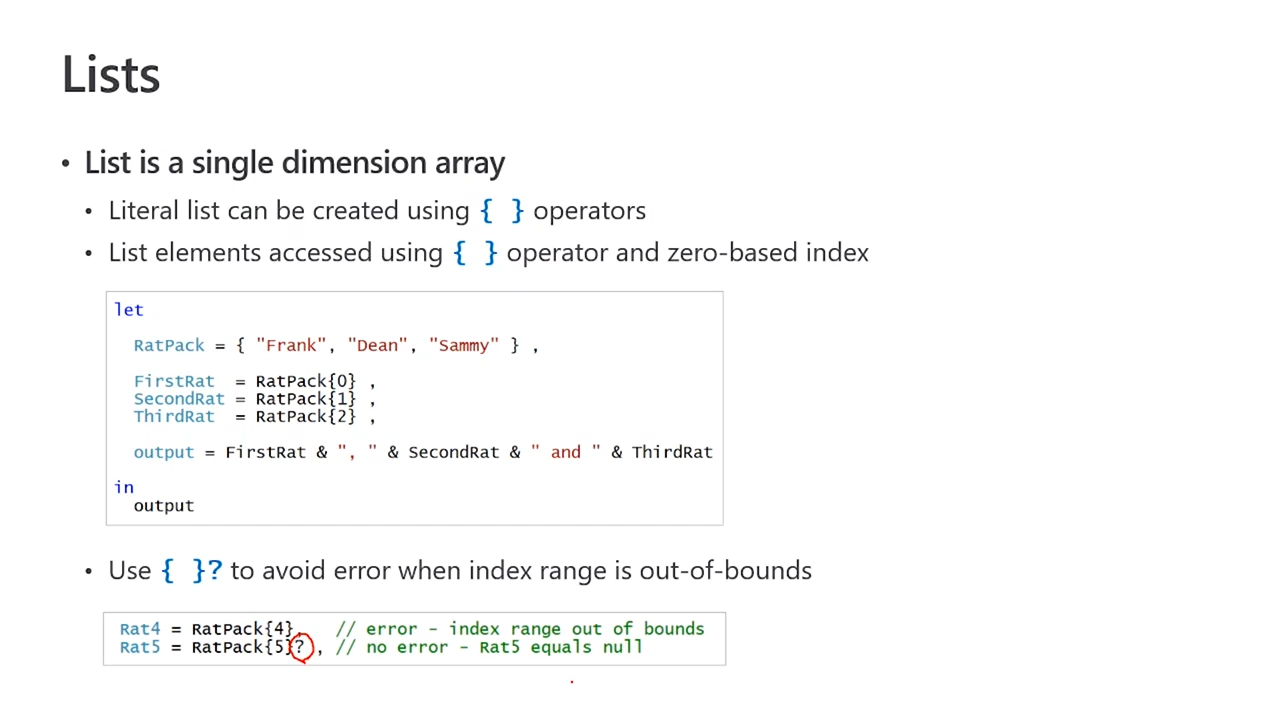 Lists
• List is a single dimension array
• Literal list can be created using { } operators
• List elements accessed using { } operator and zero-based index
let
RatPack = { "Frank", "Dean", "Sammy" } ,
FirstRat = RatPack{0} ,
SecondRat = RatPack{1} ,
ThirdRat = RatPack{2} ,
output = FirstRat & ", " & SecondRat & " and " & ThirdRat
in
output
• Use { }? to avoid error when index range is out-of-bounds
Rat4 = RatPack{4}, // error - index range out of bounds
Rat5 = RatPack{5}? , // no error - Rat5 equals null